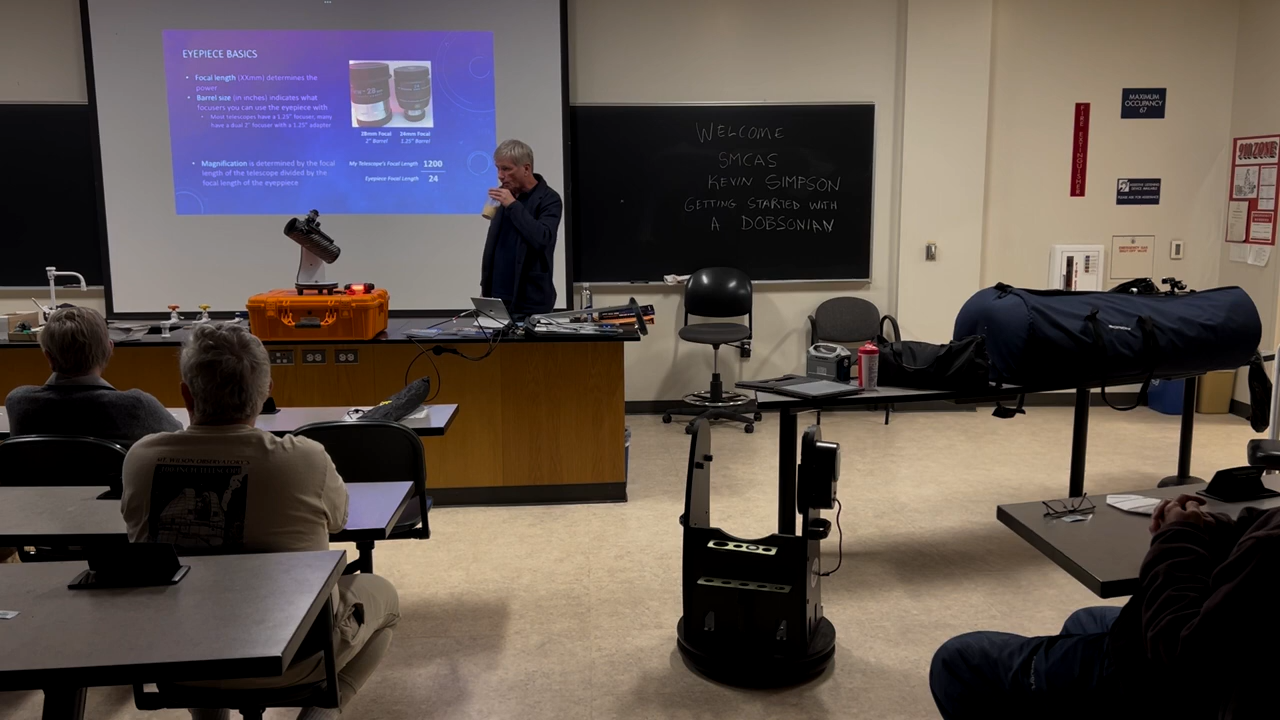 EYEPIECE BASICS
• Focal length (XXmm) determines the
power
• Barrel size (in inches) indicates what
focusers you can use the eyepiece with
• Most telescopes have a 1.25" focuser, many
have a dual 2" focuser with a 1.25" adapter
28mm Focal
2" Barrel
24mm Focal
1.25" Barrel
• Magnification is determined by the focal
length of the telescope divided by the
focal length of the eyeppiece
My Telescope's Focal Length 1200
Eyepiece Focal Length 24
WELCOME
SMCAS
KEVIN SIMPSON
GETTING STARTED WITH
A DOBSONIAN
FIRE EXTINGUISHER
MAXIMUM
OCCUPANCY
67
911 ZONE